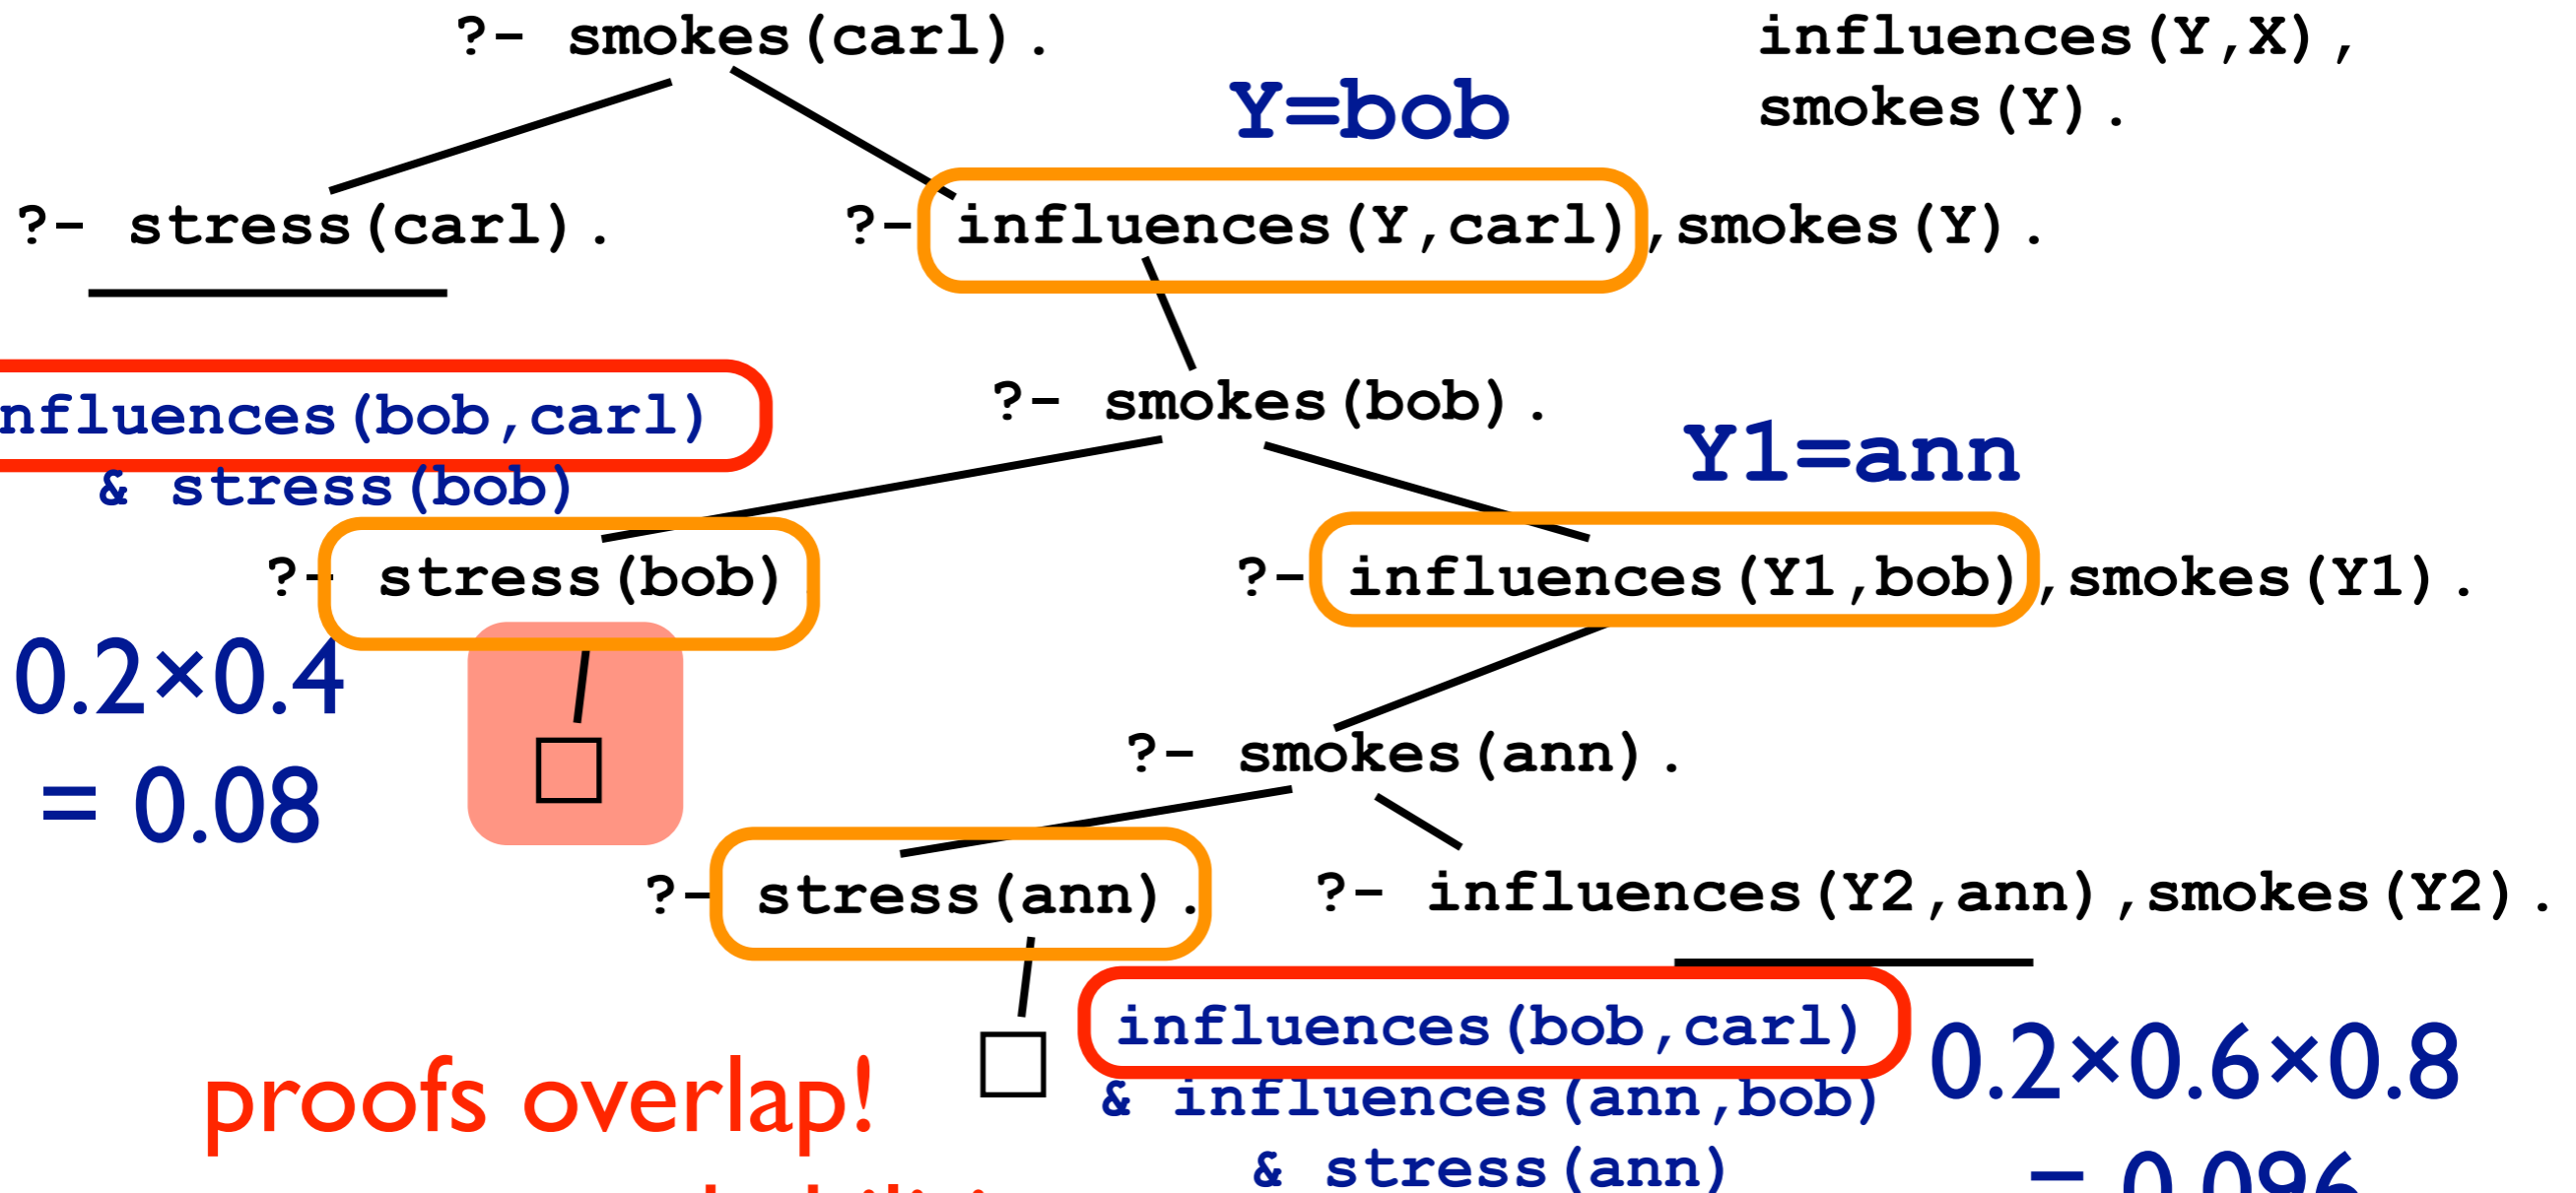 ?- smokes(carl).
influences(Y,X),
smokes(Y).
Y=bob
?- stress(carl).
?- influences(Y,carl),smokes(Y).
nfluences(bob,carl)
& stress(bob)
?- smokes(bob).
Y1=ann
?- stress(bob)
?- influences(Y1,bob),smokes(Y1).
0.2×0.4
= 0.08
?- smokes(ann).
?- stress(ann).
?- influences(Y2,ann),smokes(Y2).
influences(bob,carl)
& influences(ann,bob)
& stress(ann)
0.2×0.6×0.8
= 0.096
proofs overlap!